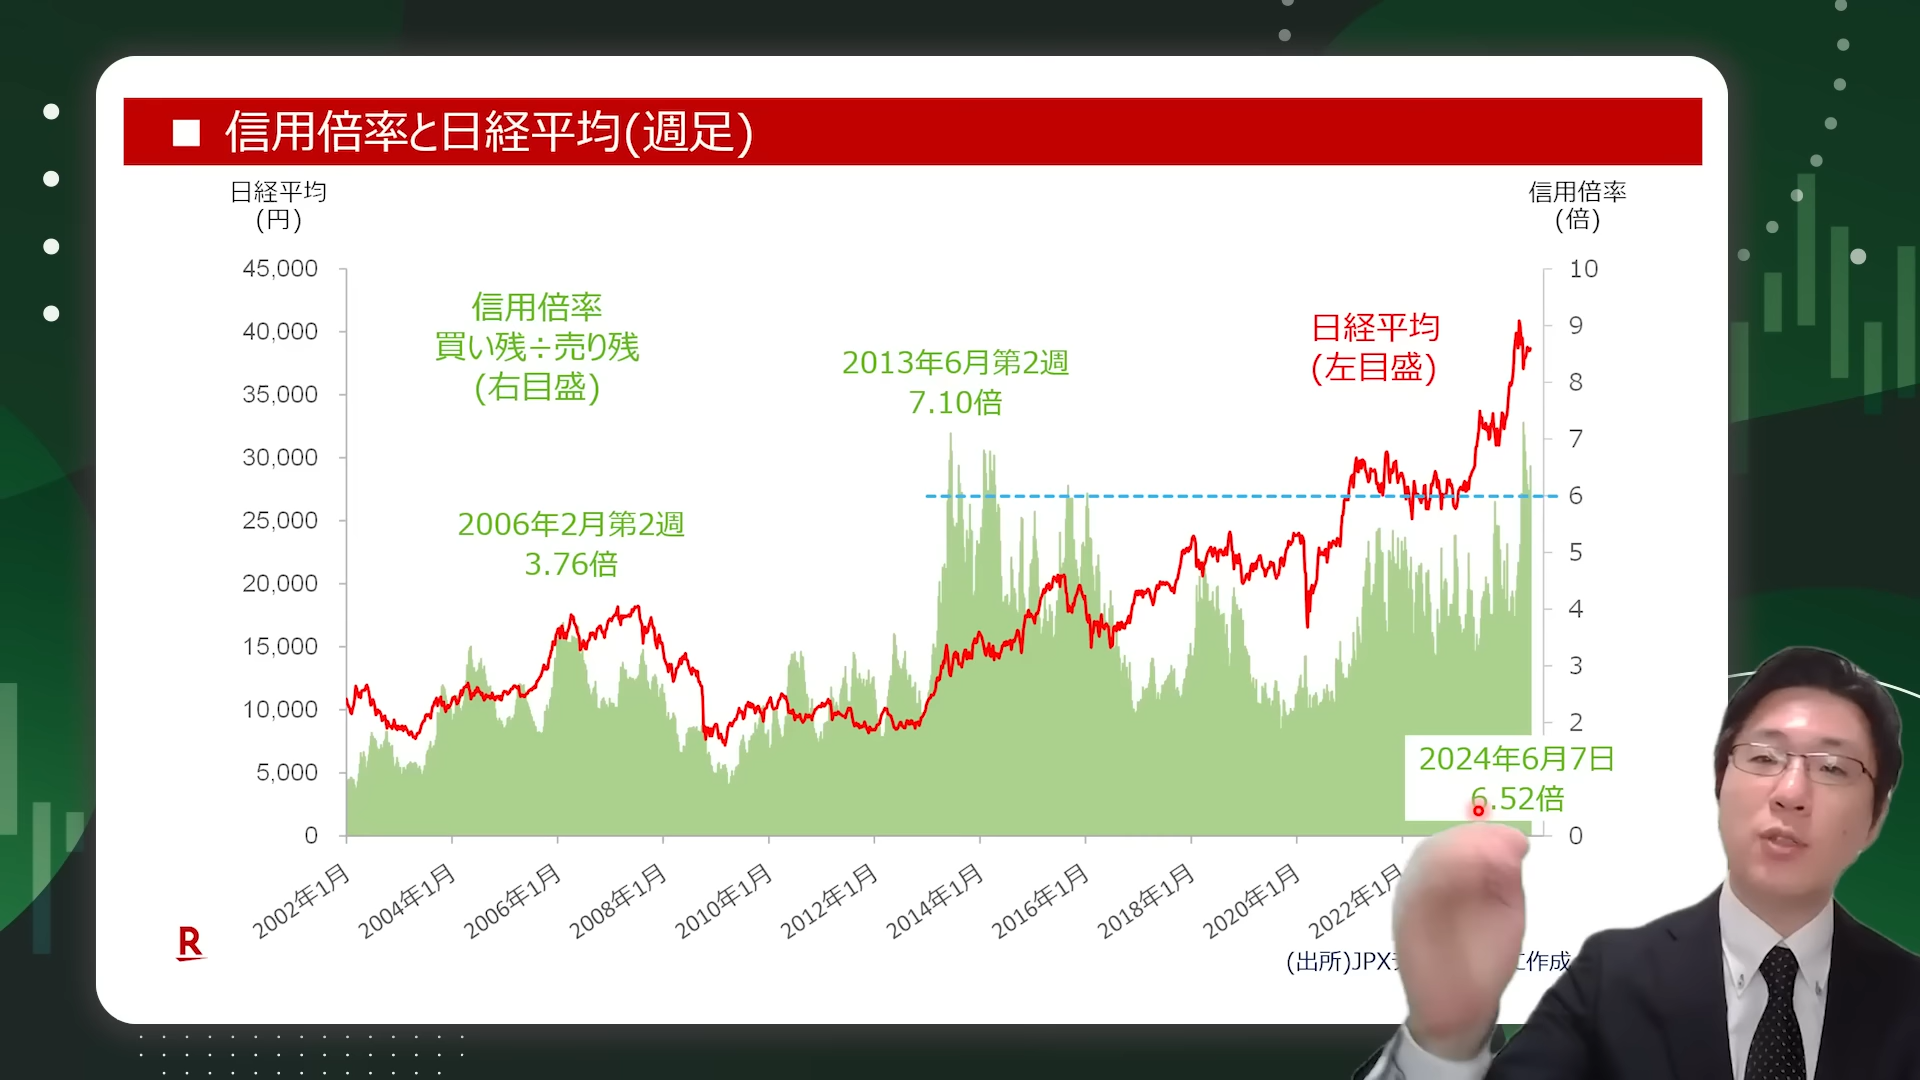 ■ 信用倍率と日経平均(週足)
日経平均
(円)
信用倍率
(倍)
45,000
40,000
35,000
30,000
25,000
20,000
15,000
10,000
5,000
0
信用倍率
買い残÷売り残
(右目盛)
2006年2月第2週
3.76倍
2013年6月第2週
7.10倍
日経平均
(左目盛)
10
9
8
7
6
5
4
3
2
0
2024年6月7日
6.52倍
2002年1月
2004年1月
2006年1月
2008年1月
2010年1月
2012年1月
2014年1月
2016年1月
2018年1月
2020年1月
2022年1月
R
(出所)JPX
作成